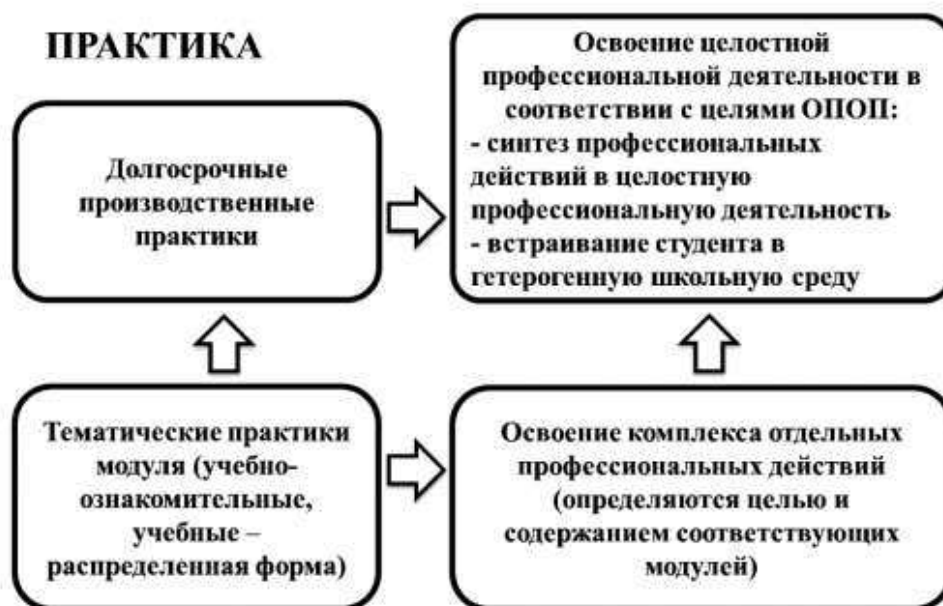 ПРАКТИКА
Долгосрочные
производственные
практики
Освоение целостной
профессиональной деятельности в
соответствии с целями ОПОП:
- синтез профессиональных
действий в целостную
профессиональную деятельность
- встраивание студента в
гетерогенную школьную среду
Тематические практики
модуля (учебно-
ознакомительные,
учебные –
распределенная форма)
Освоение комплекса отдельных
профессиональных действий
(определяются целью и
содержанием соответствующих
модулей)